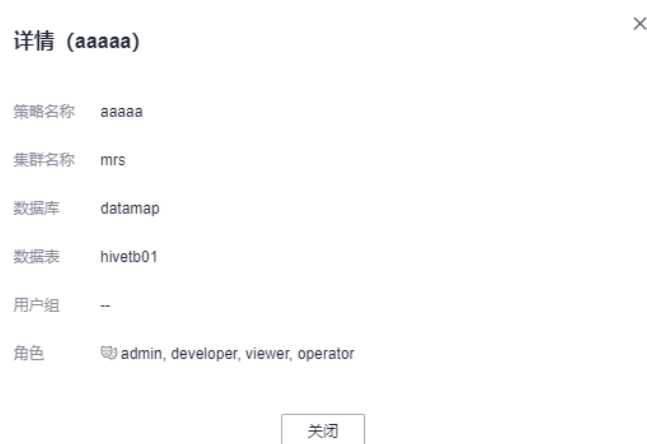 详情（aaaaa）
策略名称 aaaaa
集群名称 mrs
数据库 datamap
数据表 hivetb01
用户组 --
角色 admin, developer, viewer, operator
关闭